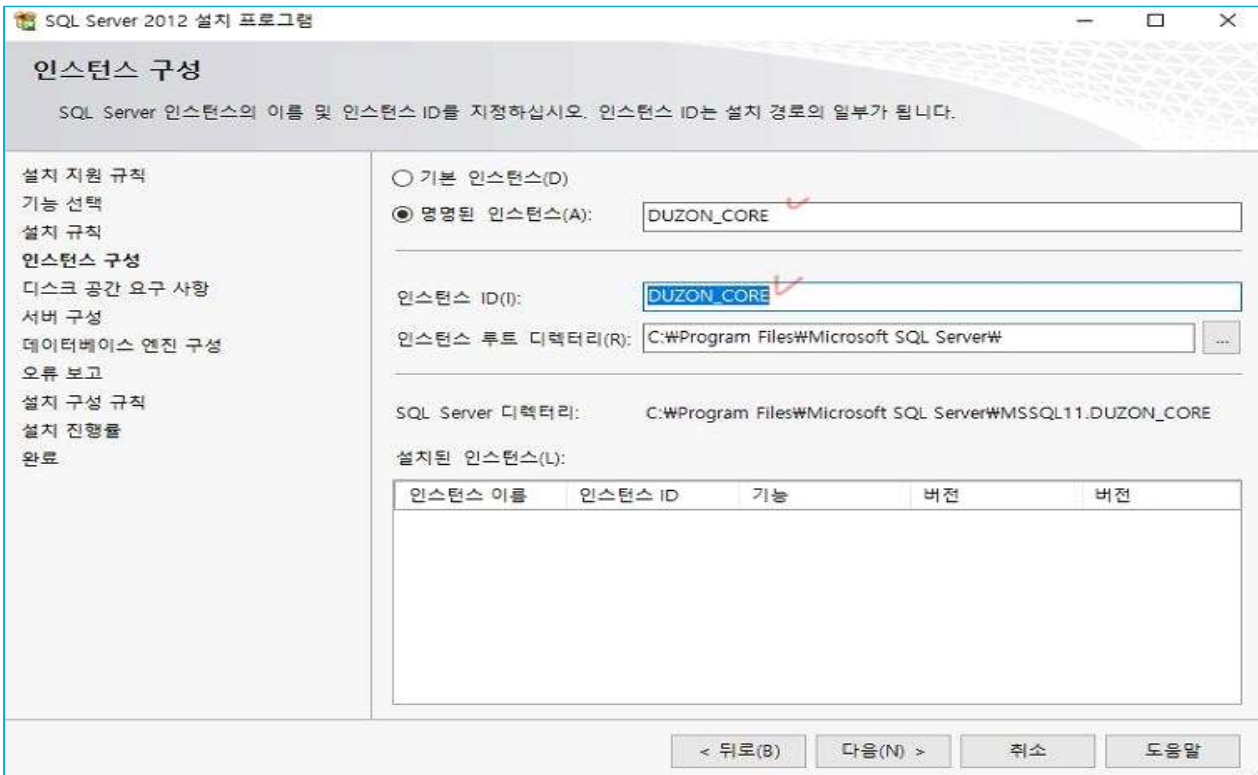 SQL Server 2012 설치 프로그램
인스턴스 구성
SQL Server 인스턴스의 이름 및 인스턴스 ID를 지정하십시오. 인스턴스 ID는 설치 경로의 일부가 됩니다.
설치 지원 규칙
기능 선택
설치 규칙
인스턴스 구성
디스크 공간 요구 사항
서버 구성
데이터베이스 엔진 구성
오류 보고
설치 구성 규칙
설치 진행률
완료
기본 인스턴스(D)
명명된 인스턴스(A): DUZON_CORE
인스턴스 ID(I): DUZON_CORE
인스턴스 루트 디렉터리(R): C:₩Program Files₩Microsoft SQL Server₩ ...
SQL Server 디렉터리: C:₩Program Files₩Microsoft SQL Server₩MSSQL11.DUZON_CORE
설치된 인스턴스(L):
인스턴스 이름 인스턴스 ID 기능 버전 버전
< 뒤로(B) 다음(N) > 취소 도움말